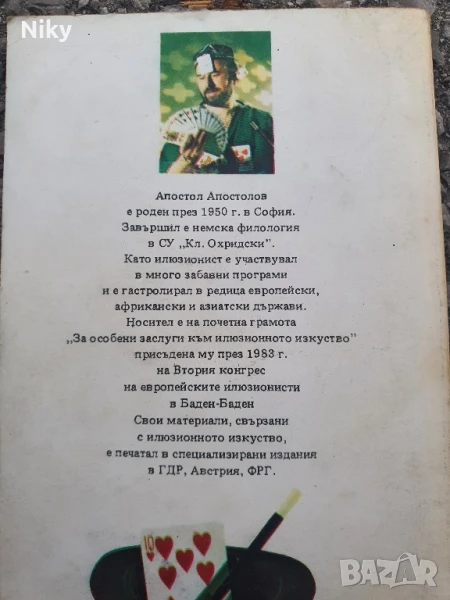 Niky
Апостол Апостолов
е роден през 1950 г. в София.
Завършил е немска филология
в СУ „Кл. Охридски".
Като илюзионист е участвувал
в много забавни програми
и е гастролирал в редица европейски,
африкански и азиатски държави.
Носител е на почетна грамота
„За особени заслуги към илюзионното изкуство"
присъдена му през 1983 г.
на Втория конгрес
на европейските илюзионисти
в Баден-Баден
Свои материали, свързани
с илюзионното изкуство,
е печатал в специализирани издания
в ГДР, Австрия, ФРГ.
10
BAZAR.bg